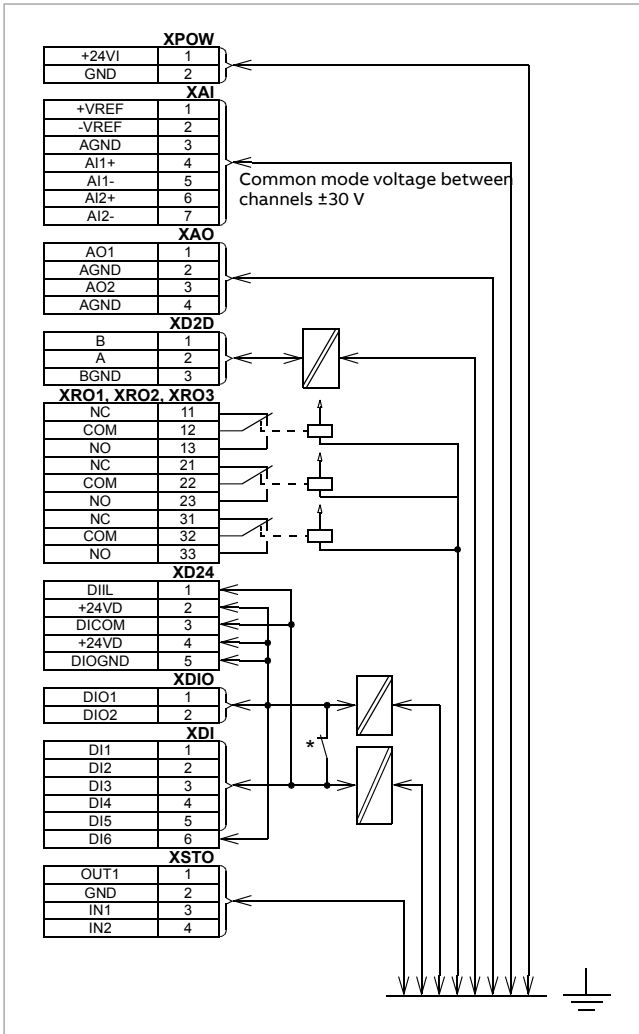 XPOW
+24VI 1
GND 2
XAI
+VREF 1
-VREF 2
AGND 3
AI1+ 4
AI1- 5
AI2+ 6
AI2- 7
Common mode voltage between
channels ±30 V
XAO
AO1 1
AGND 2
AO2 3
AGND 4
XD2D
B 1
A 2
BGND 3
XRO1, XRO2, XRO3
NC 11
COM 12
NO 13
NC 21
COM 22
NO 23
NC 31
COM 32
NO 33
XD24
DIIL 1
+24VD 2
DICOM 3
+24VD 4
DIOGND 5
XDIO
DIO1 1
DIO2 2
XDI
DI1 1
DI2 2
DI3 3
DI4 4
DI5 5
DI6 6
*
XSTO
OUT1 1
GND 2
IN1 3
IN2 4